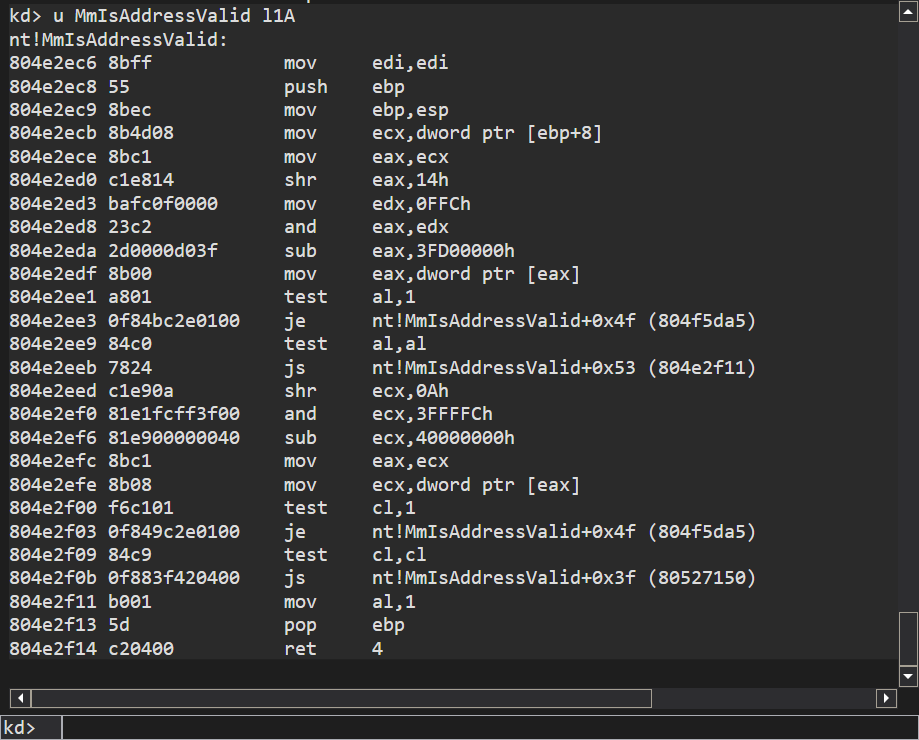 kd> u MmIsAddressValid l1A
nt!MmIsAddressValid:
804e2ec6 8bff            mov     edi,edi
804e2ec8 55              push    ebp
804e2ec9 8bec            mov     ebp,esp
804e2ecb 8b4d08          mov     ecx,dword ptr [ebp+8]
804e2ece 8bc1            mov     eax,ecx
804e2ed0 c1e814          shr     eax,14h
804e2ed3 bafc0f0000      mov     edx,0FFCh
804e2ed8 23c2            and     eax,edx
804e2eda 2d0000d03f      sub     eax,3FD00000h
804e2edf 8b00            mov     eax,dword ptr [eax]
804e2ee1 a801            test    al,1
804e2ee3 0f84bc2e0100    je      nt!MmIsAddressValid+0x4f (804f5da5)
804e2ee9 84c0            test    al,al
804e2eeb 7824            js      nt!MmIsAddressValid+0x53 (804e2f11)
804e2eed c1e90a          shr     ecx,0Ah
804e2ef0 81e1fcff3f00    and     ecx,3FFFFCh
804e2ef6 81e900000040    sub     ecx,40000000h
804e2efc 8bc1            mov     eax,ecx
804e2efe 8b08            mov     ecx,dword ptr [eax]
804e2f00 f6c101          test    cl,1
804e2f03 0f849c2e0100    je      nt!MmIsAddressValid+0x4f (804f5da5)
804e2f09 84c9            test    cl,cl
804e2f0b 0f883f420400    js      nt!MmIsAddressValid+0x3f (80527150)
804e2f11 b001            mov     al,1
804e2f13 5d              pop     ebp
804e2f14 c20400          ret     4
kd>